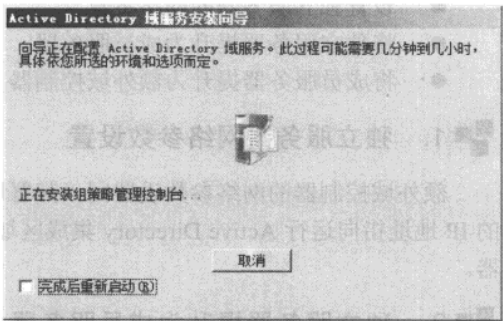 Active Directory 域服务安装向导
向导正在配置 Active Directory 域服务。此过程可能需要几分钟到几小时，
具体依您所选的环境和选项而定。
正在安装组策略管理控制台...
取消
完成后重新启动(R)